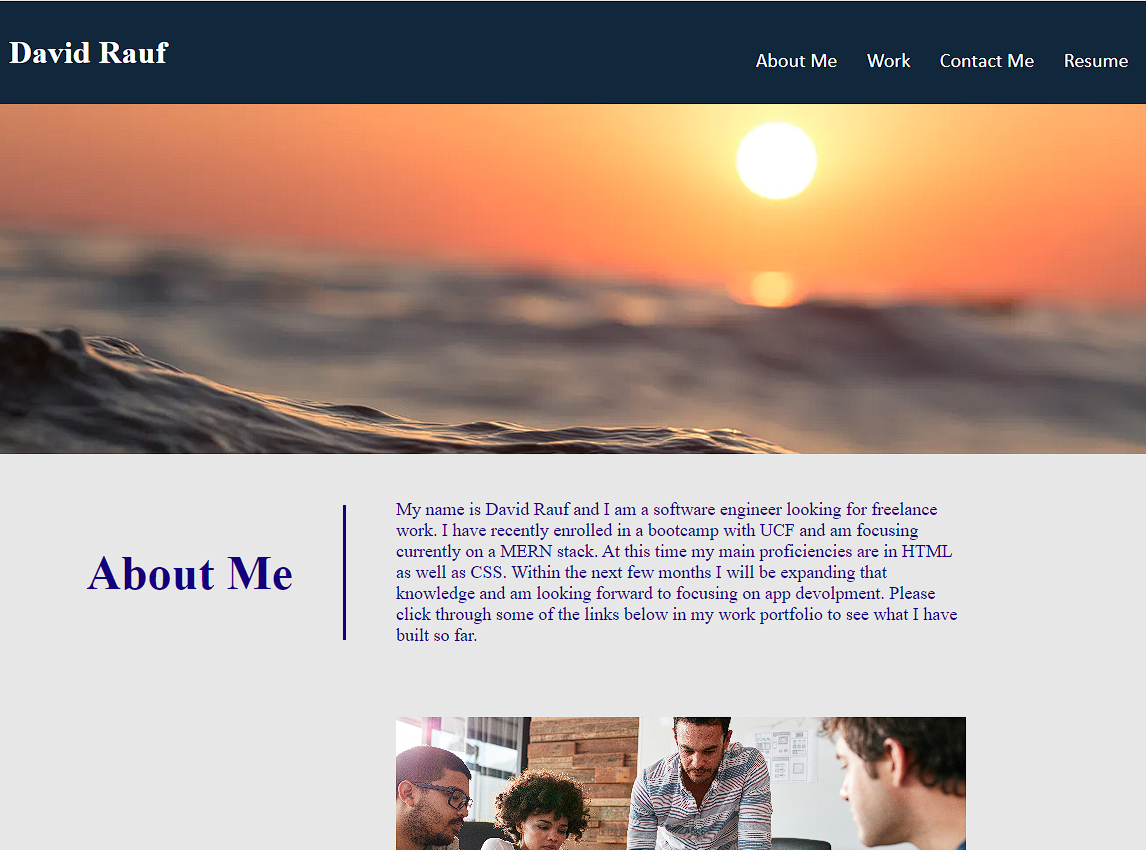 David Rauf
About Me Work Contact Me Resume
About Me
My name is David Rauf and I am a software engineer looking for freelance
work. I have recently enrolled in a bootcamp with UCF and am focusing
currently on a MERN stack. At this time my main proficiencies are in HTML
as well as CSS. Within the next few months I will be expanding that
knowledge and am looking forward to focusing on app devolpment. Please
click through some of the links below in my work portfolio to see what I have
built so far.